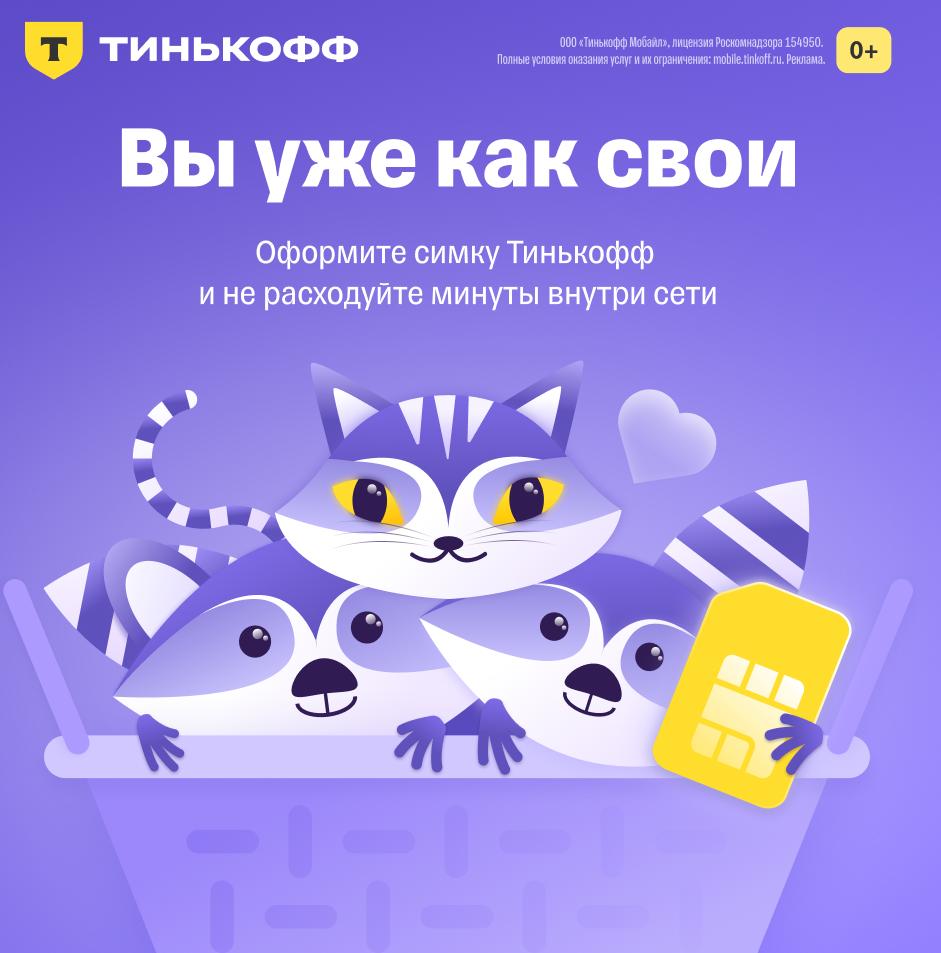 Т ТИНЬКОФФ
ООО «Тинькофф Мобайл», лицензия Роскомнадзора 154950.
Полные условия оказания услуг и их ограничения: mobile.tinkoff.ru. Реклама.
0+
Вы уже как свои
Оформите симку Тинькофф
и не расходуйте минуты внутри сети